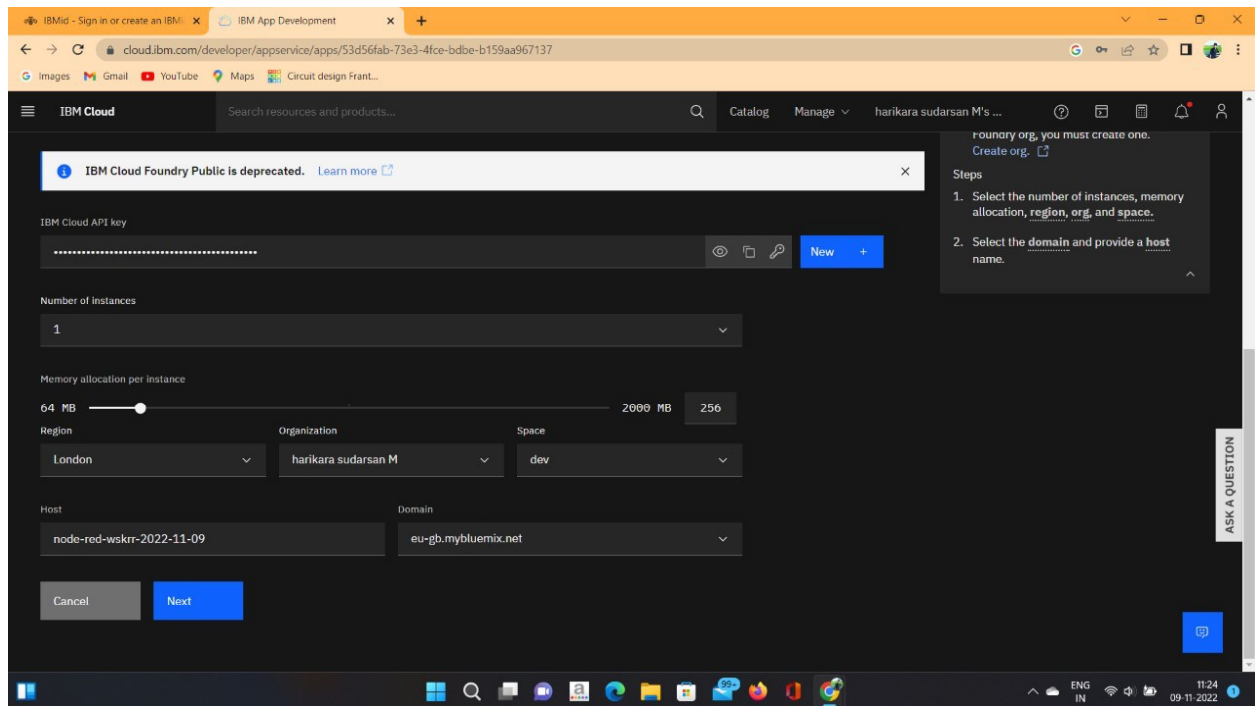 IBMid - Sign in or create an IBMi
IBM App Development
cloud.ibm.com/developer/appservice/apps/53d56fab-73e3-4fce-bdbe-b159aa967137
Images
Gmail
YouTube
Maps
Circuit design Frant...
IBM Cloud
Search resources and products...
Catalog
Manage
harikara sudarsan M's ...
IBM Cloud Foundry Public is deprecated. Learn more
IBM Cloud API key
New +
Number of instances
1
Memory allocation per instance
64 MB
2000 MB
256
Region
Organization
Space
London
harikara sudarsan M
dev
Host
Domain
node-red-wskrr-2022-11-09
eu-gb.mybluemix.net
Cancel
Next
Foundry org, you must create one.
Create org.
Steps
1. Select the number of instances, memory
allocation, region, org, and space.
2. Select the domain and provide a host
name.
ASK A QUESTION
99+
ENG
IN
11:24
09-11-2022
1